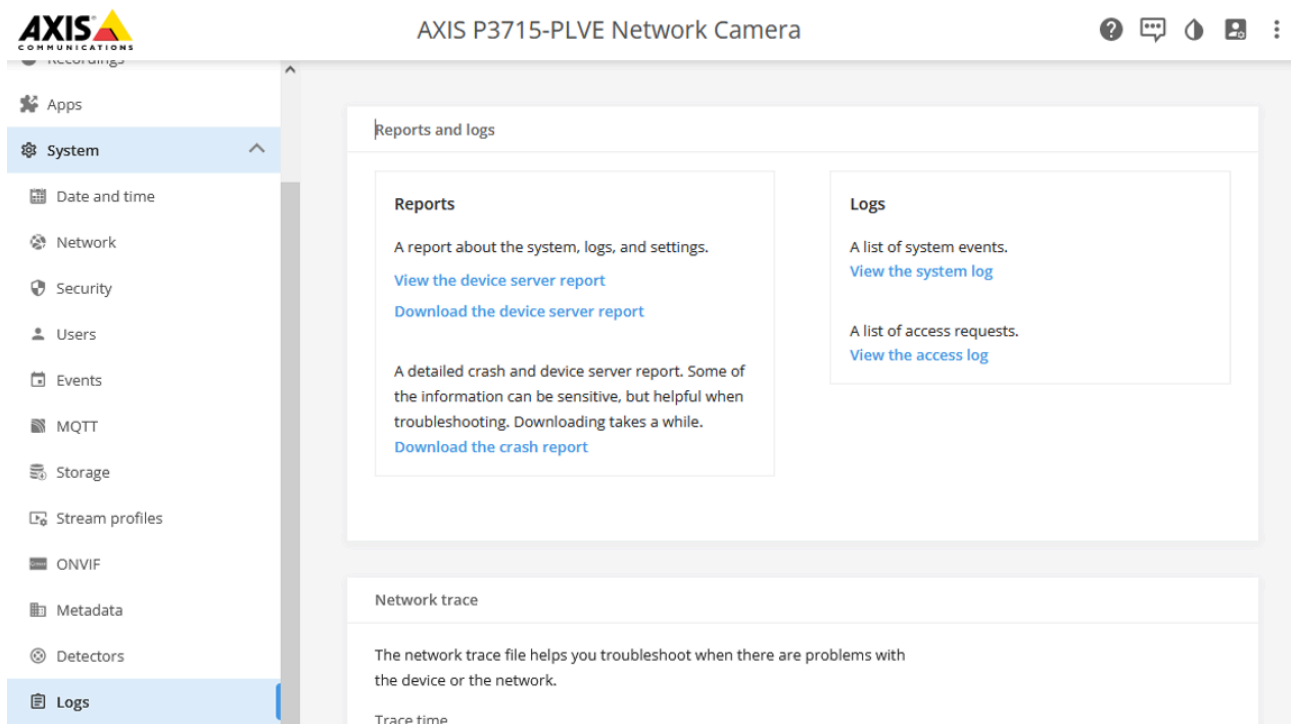 AXIS
COMMUNICATIONS
AXIS P3715-PLVE Network Camera
Recordings
Apps
System
Date and time
Network
Security
Users
Events
MQTT
Storage
Stream profiles
ONVIF
Metadata
Detectors
Logs
Reports and logs
Reports
A report about the system, logs, and settings.
View the device server report
Download the device server report
A detailed crash and device server report. Some of
the information can be sensitive, but helpful when
troubleshooting. Downloading takes a while.
Download the crash report
Logs
A list of system events.
View the system log
A list of access requests.
View the access log
Network trace
The network trace file helps you troubleshoot when there are problems with
the device or the network.
Trace time